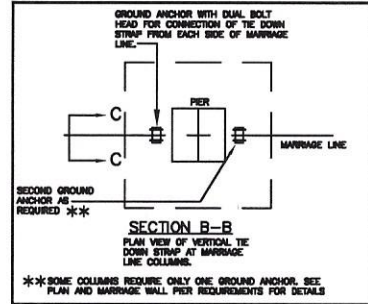 GROUND ANCHOR WITH DUAL BOLT
HEAD FOR CONNECTION OF TIE DOWN
STRAP FROM EACH SIDE OF MARRIAGE
LINE.
PIER
C
MARRIAGE LINE
C
SECOND GROUND
ANCHOR AS
REQUIRED **
SECTION B-B
PLAN VIEW OF VERTICAL TIE
DOWN STRAP AT MARRIAGE
LINE COLUMNS.
**SOME COLUMNS REQUIRE ONLY ONE GROUND ANCHOR. SEE
PLAN AND MARRIAGE WALL PIER REQUIREMENTS FOR DETAILS